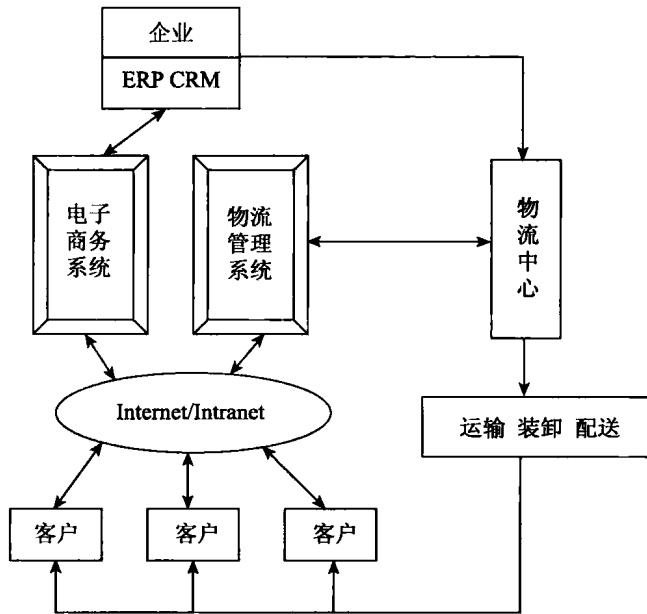 企业
ERP CRM
电子
商务
系统
物流
管理
系统
物
流
中
心
Internet/Intranet
运输 装卸 配送
客户
客户
客户